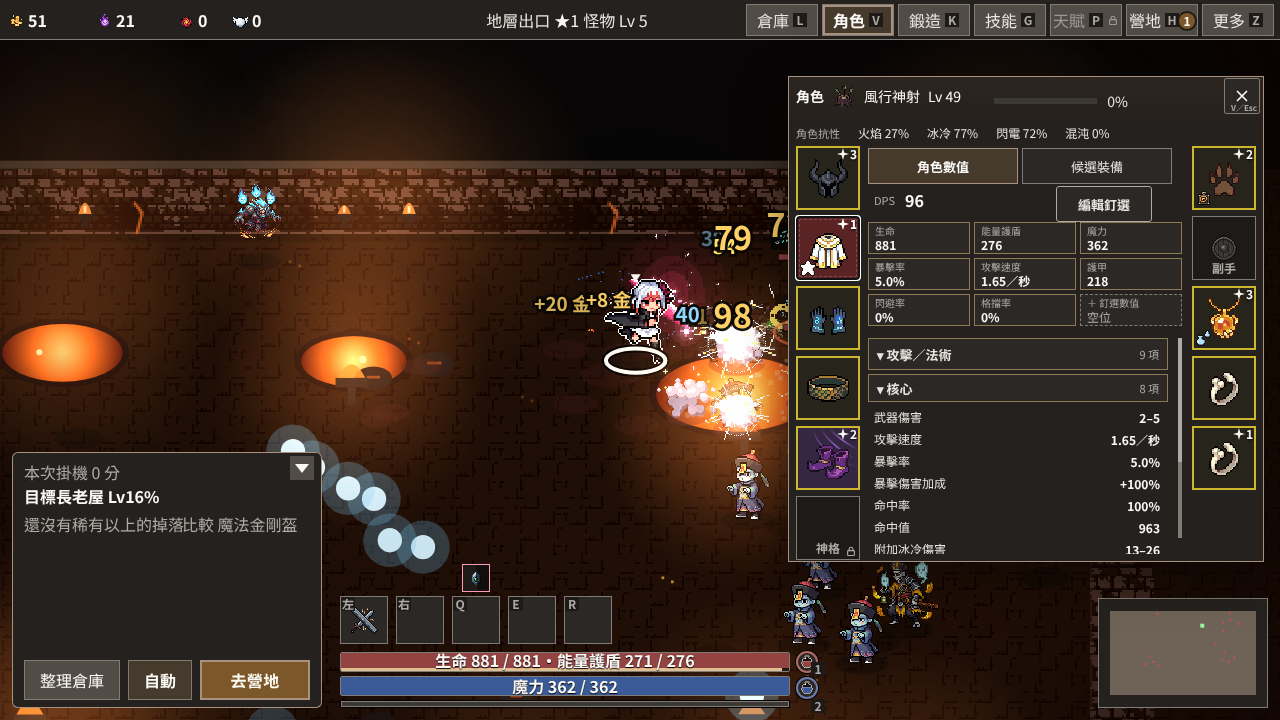 51 21 0 0
地層出口 ★1 怪物 Lv 5
倉庫 L 角色 V 鍛造 K 技能 G 天賦 P 營地 H 1 更多 Z
角色 風行神射 Lv 49 0%
V／Esc
角色抗性 火焰 27% 冰冷 77% 閃電 72% 混沌 0%
3
1
2
2
副手
3
1
神格
角色數值 候選裝備
DPS 96 編輯釘選
生命 能量護盾 魔力
881 276 362
暴擊率 攻擊速度 護甲
5.0% 1.65／秒 218
閃避率 格擋率 ＋ 釘選數值
0% 0% 空位
▼攻擊／法術 9 項
▼核心 8 項
武器傷害 2–5
攻擊速度 1.65／秒
暴擊率 5.0%
暴擊傷害加成 +100%
命中率 100%
命中值 963
附加冰冷傷害 13–26
79
7
+20 金
+8 金
40
98
本次掛機 0 分
目標長老屋 Lv16%
還沒有稀有以上的掉落比較 魔法金剛盔
整理倉庫 自動 去營地
左 右 Q E R
生命 881 / 881・能量護盾 271 / 276
1
魔力 362 / 362
2